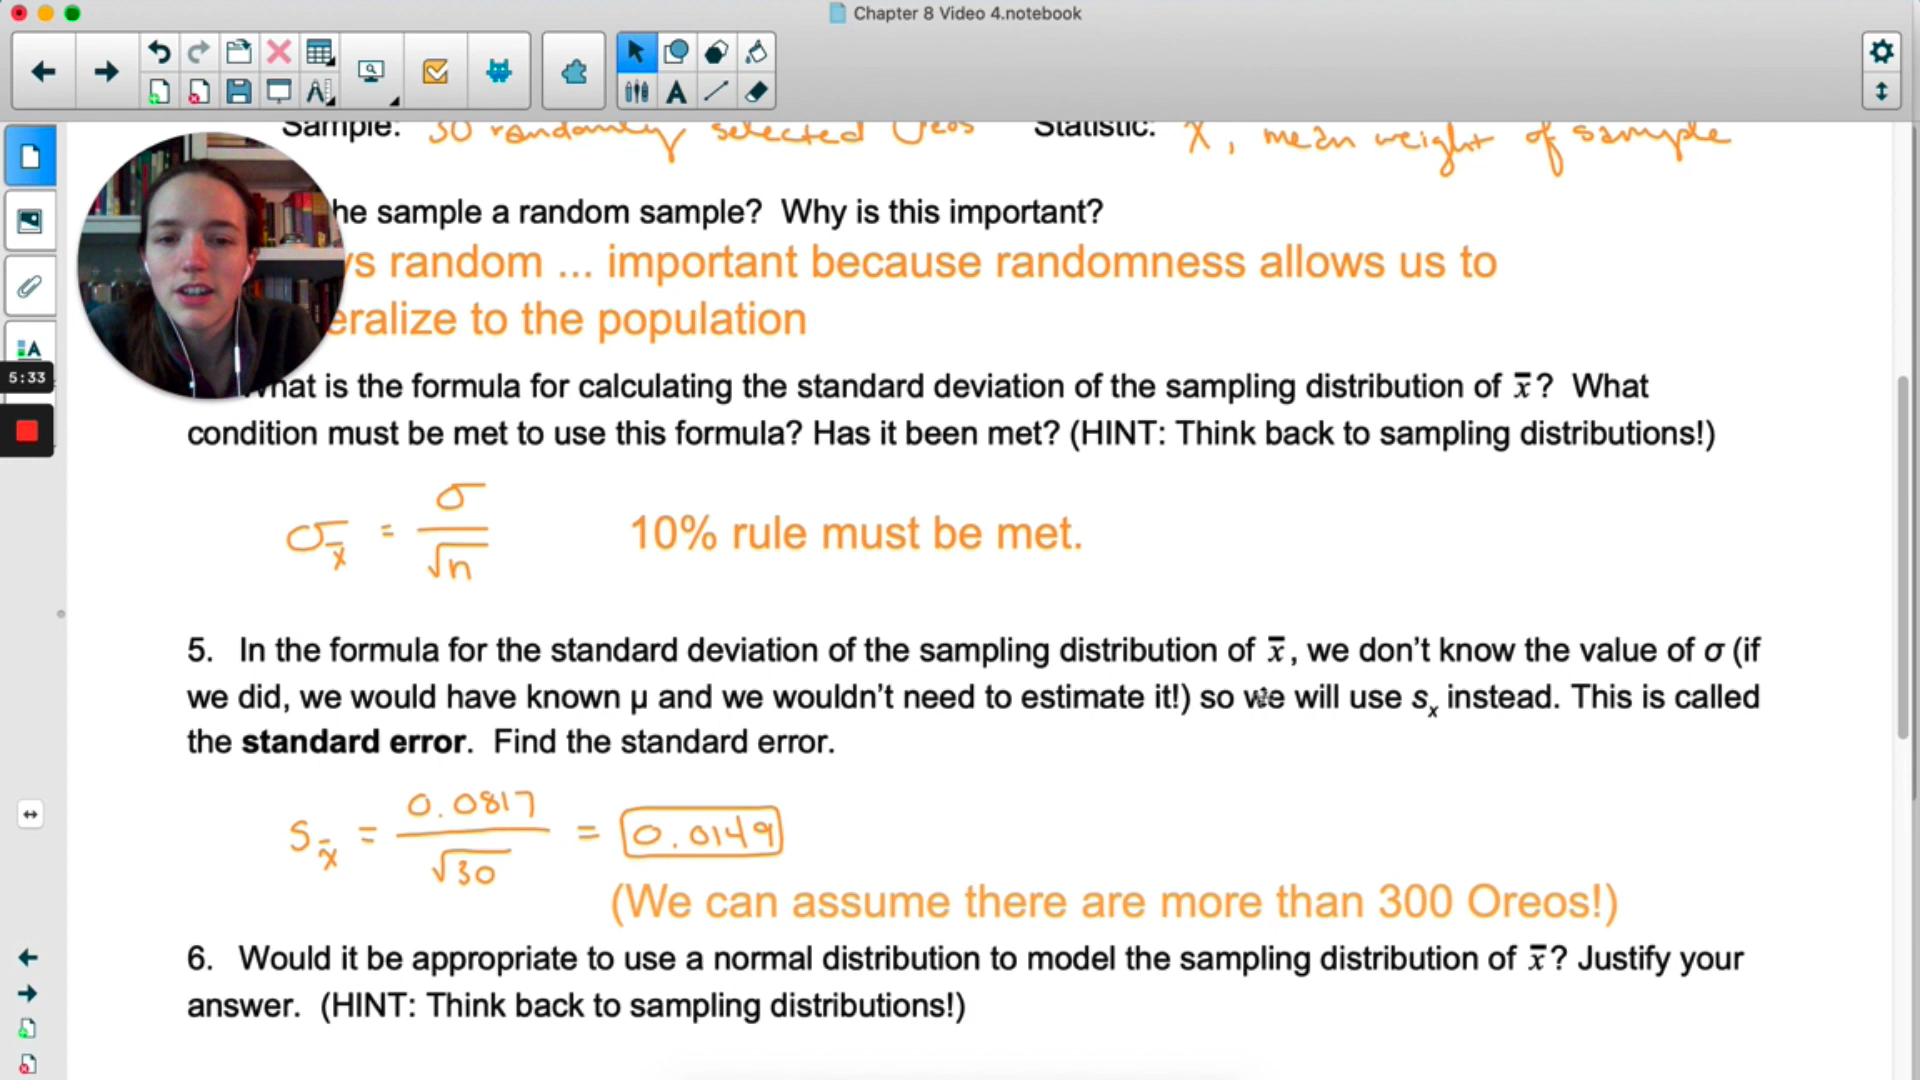 Chapter 8 Video 4.notebook
Sample: 30 randomly selected Oreos Statistic: x̄, mean weight of sample
he sample a random sample? Why is this important?
ys random ... important because randomness allows us to
eralize to the population
5:33
hat is the formula for calculating the standard deviation of the sampling distribution of x̄? What
condition must be met to use this formula? Has it been met? (HINT: Think back to sampling distributions!)
σx̄ = σ/√n 10% rule must be met.
5. In the formula for the standard deviation of the sampling distribution of x̄, we don't know the value of σ (if
we did, we would have known μ and we wouldn't need to estimate it!) so we will use sx instead. This is called
the standard error. Find the standard error.
sx̄ = 0.0817/√30 = 0.0149
(We can assume there are more than 300 Oreos!)
6. Would it be appropriate to use a normal distribution to model the sampling distribution of x̄? Justify your
answer. (HINT: Think back to sampling distributions!)